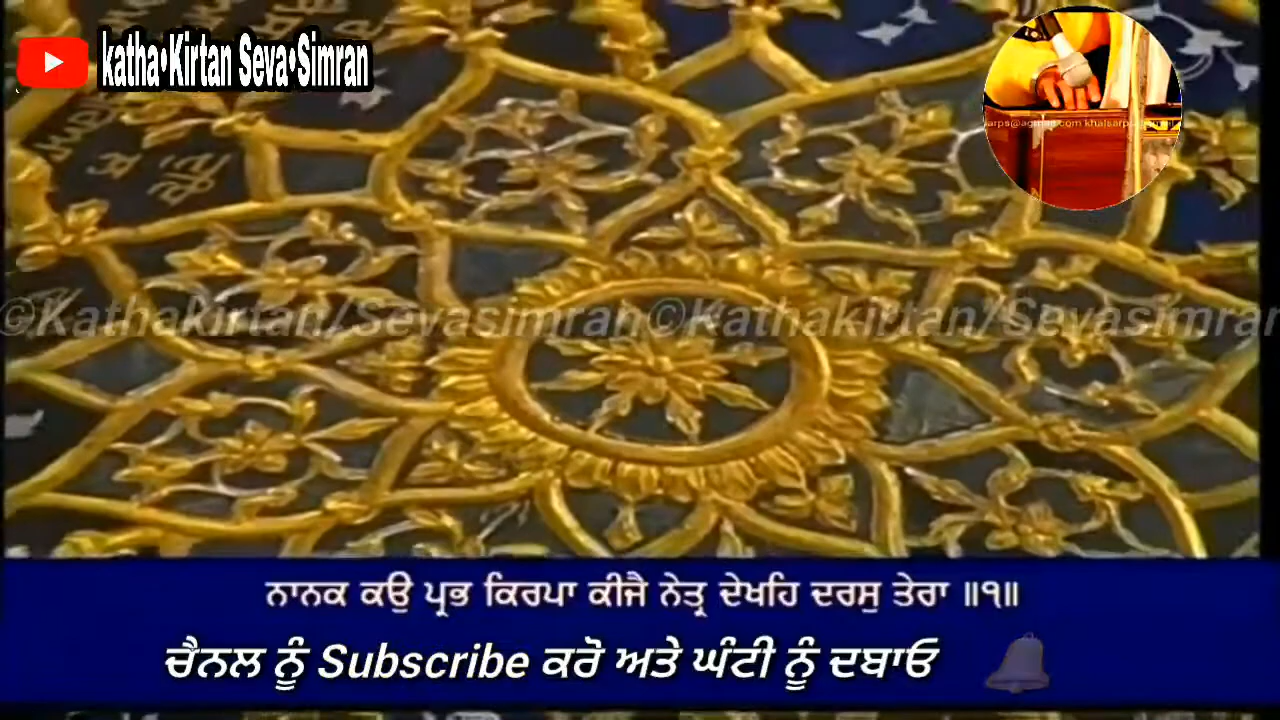 katha•Kirtan Seva•Simran
©Kathakirtan/Sevasimran©Kathakirtan/Sevasimran
ਨਾਨਕ ਕਉ ਪ੍ਰਭ ਕਿਰਪਾ ਕੀਜੈ ਨੇਤ੍ਰ ਦੇਖਹਿ ਦਰਸੁ ਤੇਰਾ ॥੧॥
ਚੈਨਲ ਨੂੰ Subscribe ਕਰੋ ਅਤੇ ਘੰਟੀ ਨੂੰ ਦਬਾਓ